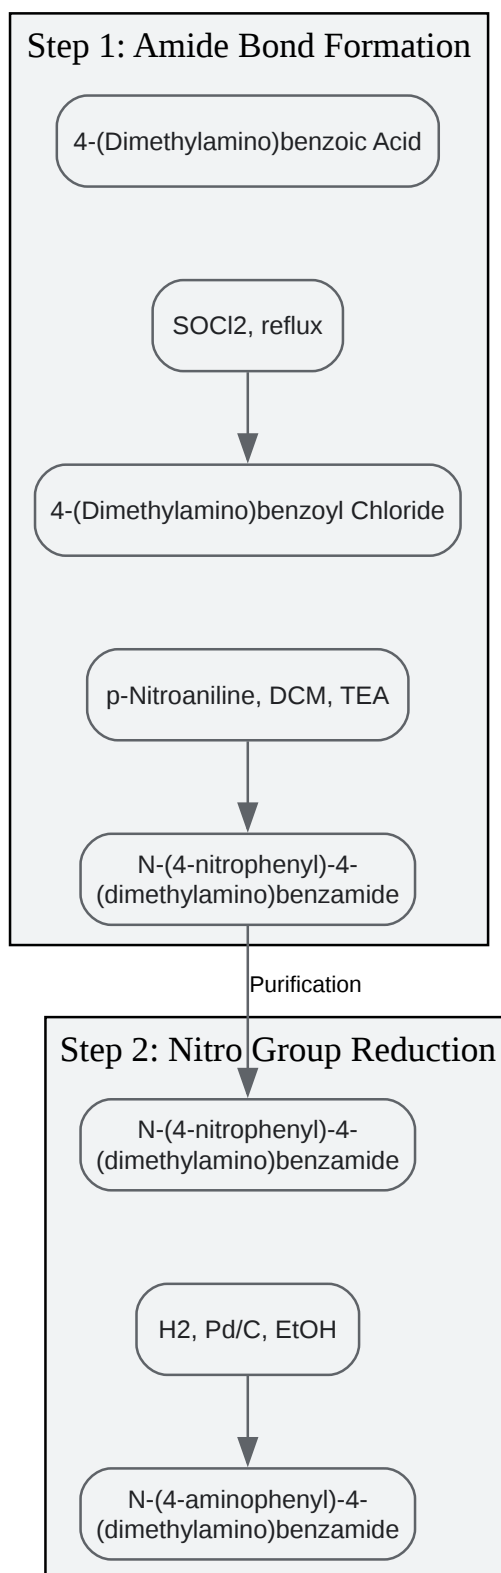 Step 1: Amide Bond Formation
4-(Dimethylamino)benzoic Acid
SOCl2, reflux
4-(Dimethylamino)benzoyl Chloride
p-Nitroaniline, DCM, TEA
N-(4-nitrophenyl)-4-
(dimethylamino)benzamide
Purification
Step 2: Nitro Group Reduction
N-(4-nitrophenyl)-4-
(dimethylamino)benzamide
H2, Pd/C, EtOH
N-(4-aminophenyl)-4-
(dimethylamino)benzamide